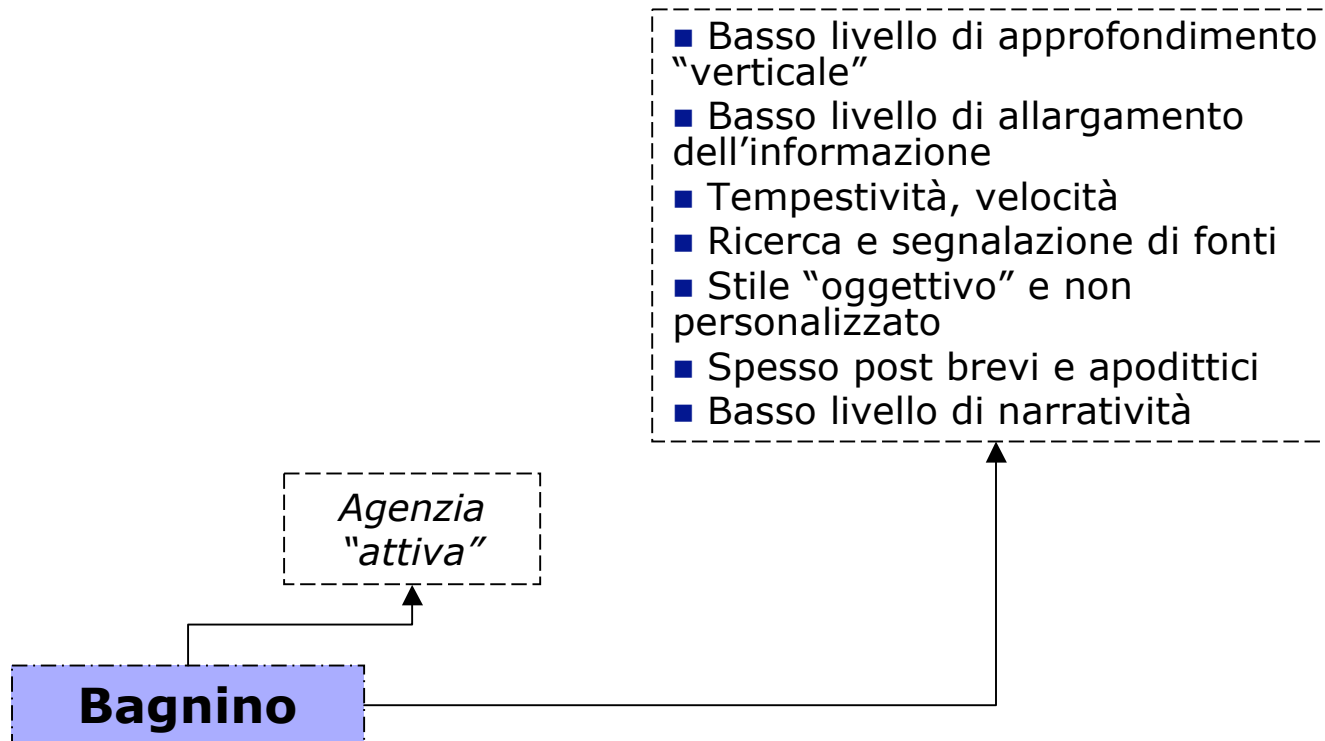 ■ Basso livello di approfondimento
“verticale”
■ Basso livello di allargamento
dell’informazione
■ Tempestività, velocità
■ Ricerca e segnalazione di fonti
■ Stile “oggettivo” e non
personalizzato
■ Spesso post brevi e apodittici
■ Basso livello di narratività
Agenzia
“attiva”
Bagnino